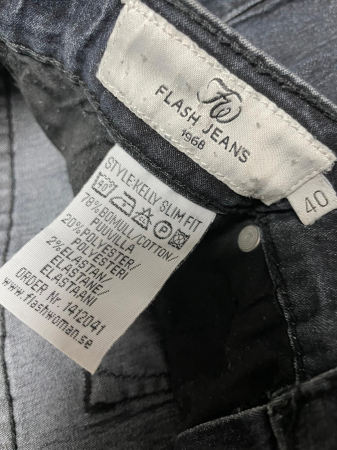 FLASH JEANS
1968
40
STYLE:KELLY SLIM FIT
40
78% BOMULL/COTTON/
PUUVILLA
20% POLYESTER/
POLYESTERI
2% ELASTAN/
ELASTANE/
ELASTAANI
ORDER Nr. 1412041
www.flashwoman.se